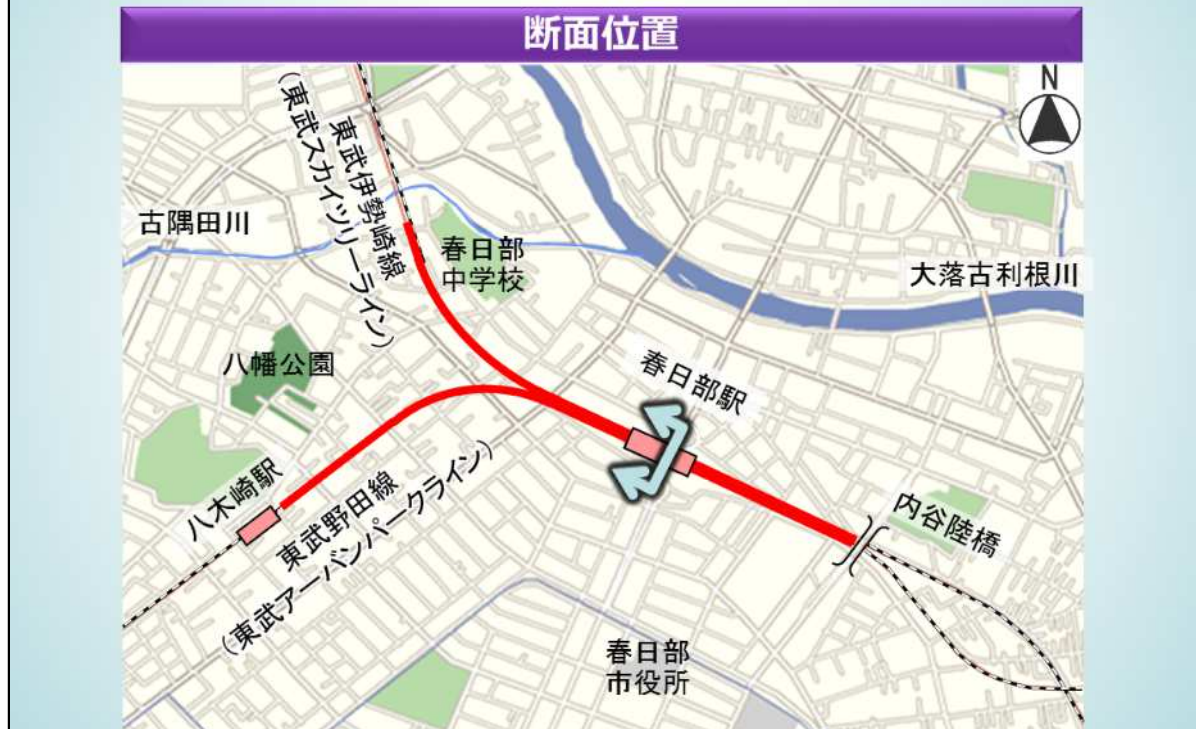 断面位置
N
東武伊勢崎線
(東武スカイツリーライン)
古隅田川
春日部
中学校
大落古利根川
八幡公園
春日部駅
八木崎駅
東武野田線
(東武アーバンパークライン)
内谷陸橋
春日部
市役所